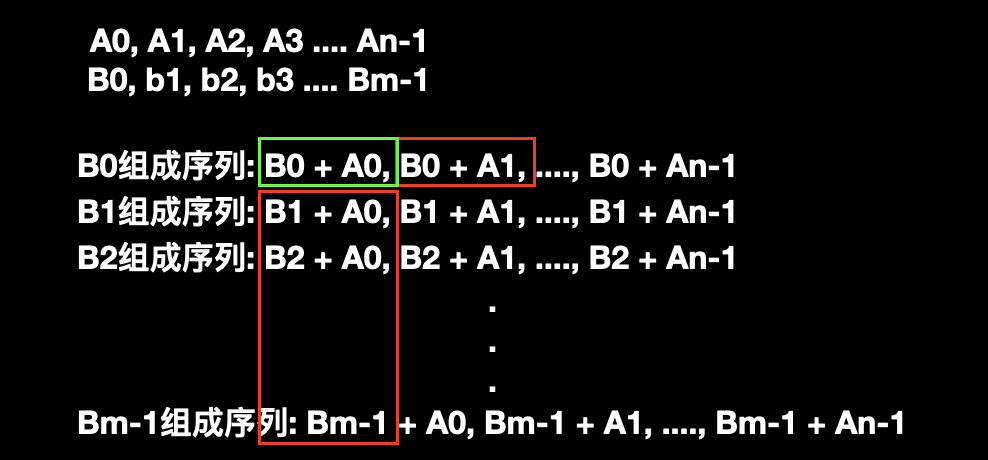 A0, A1, A2, A3 .... An-1
B0, b1, b2, b3 .... Bm-1
B0组成序列: B0 + A0, B0 + A1, ...., B0 + An-1
B1组成序列: B1 + A0, B1 + A1, ...., B1 + An-1
B2组成序列: B2 + A0, B2 + A1, ...., B2 + An-1
.
.
.
Bm-1组成序列: Bm-1 + A0, Bm-1 + A1, ...., Bm-1 + An-1